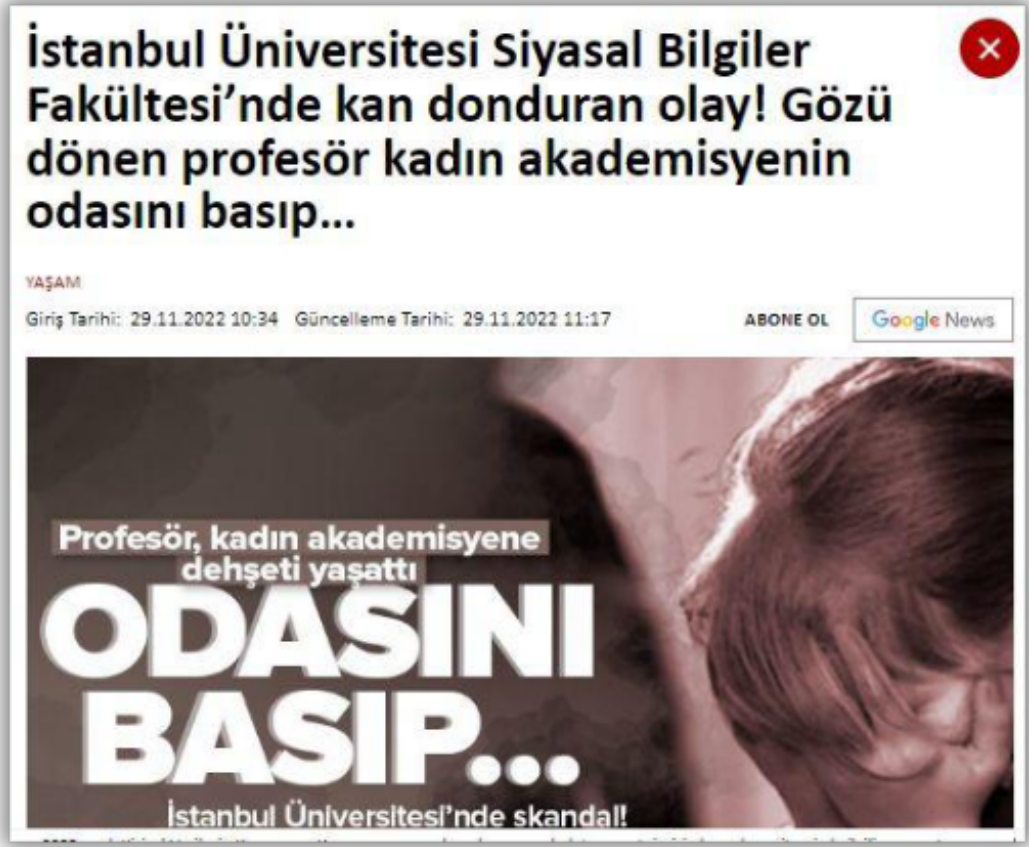 İstanbul Üniversitesi Siyasal Bilgiler
Fakültesi’nde kan donduran olay! Gözü
dönen profesör kadın akademisyenin
odasını basıp...
YAŞAM
Giriş Tarihi: 29.11.2022 10:34 Güncelleme Tarihi: 29.11.2022 11:17
ABONE OL
Google News
Profesör, kadın akademisyene
dehşeti yaşattı
ODASINI
BASIP...
İstanbul Üniversitesi’nde skandal!